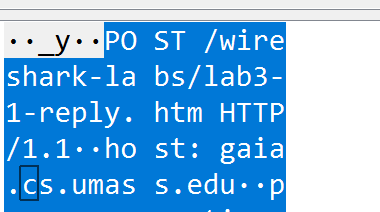 ··_y··PO ST /wire
shark-la bs/lab3-
1-reply. htm HTTP
/1.1··ho st: gaia
.cs.umas s.edu··p